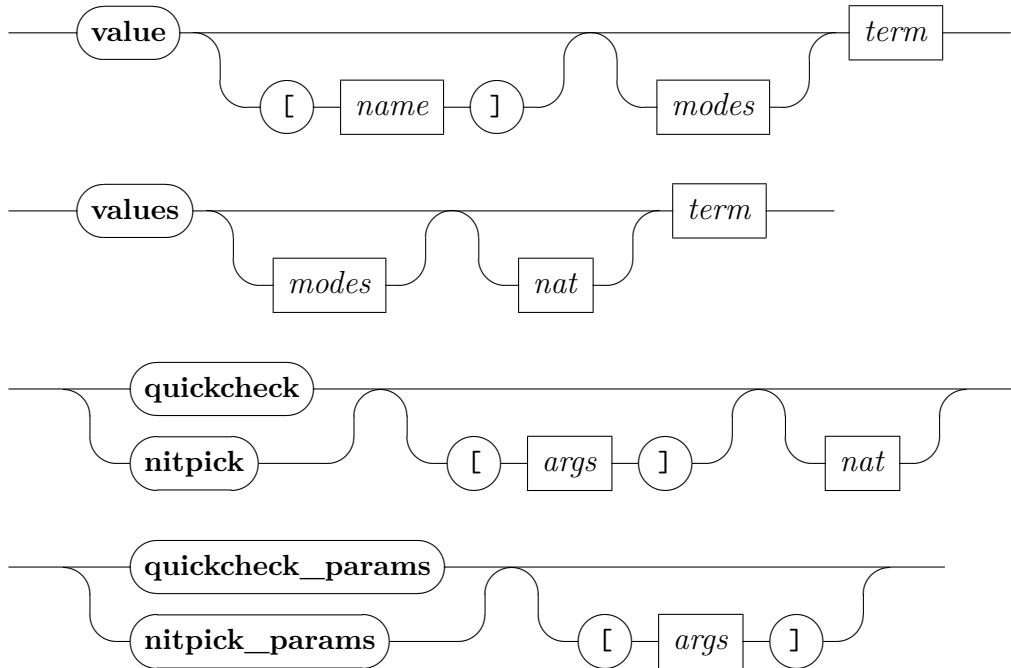 value term
[ name ] modes
values term
modes nat
quickcheck
nitpick [ args ] nat
quickcheck_params
nitpick_params [ args ]